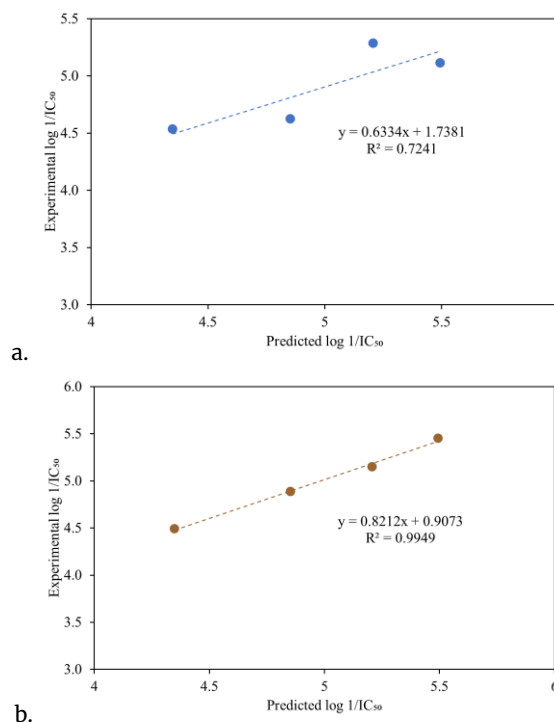 5.5
5.0
4.5
4.0
3.5
3.0
Experimental log 1/IC₅₀
y = 0.6334x + 1.7381
R² = 0.7241
4 4.5 5 5.5
Predicted log 1/IC₅₀
a.
6.0
5.5
5.0
4.5
4.0
3.5
3.0
Experimental log 1/IC₅₀
y = 0.8212x + 0.9073
R² = 0.9949
4 4.5 5 5.5 6
Predicted log 1/IC₅₀
b.